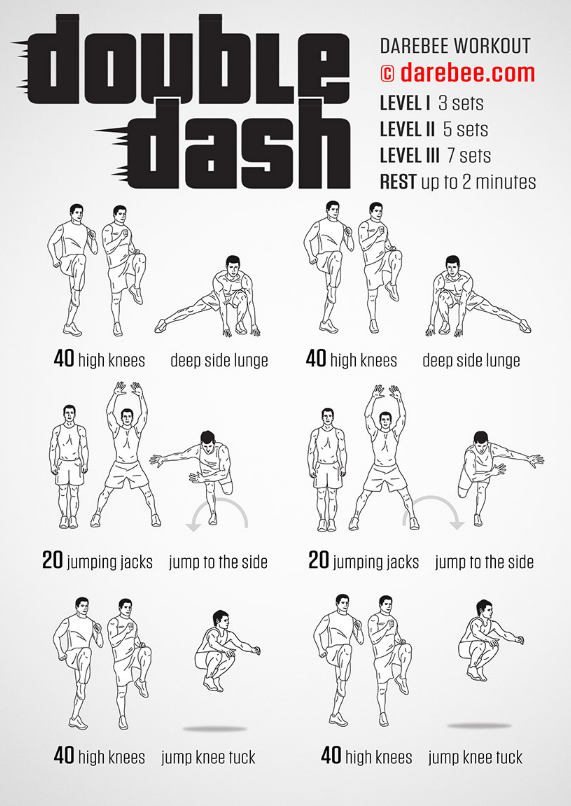 double
dash
DAREBEE WORKOUT
© darebee.com
LEVEL I 3 sets
LEVEL II 5 sets
LEVEL III 7 sets
REST up to 2 minutes
40 high knees
deep side lunge
40 high knees
deep side lunge
20 jumping jacks
jump to the side
20 jumping jacks
jump to the side
40 high knees
jump knee tuck
40 high knees
jump knee tuck